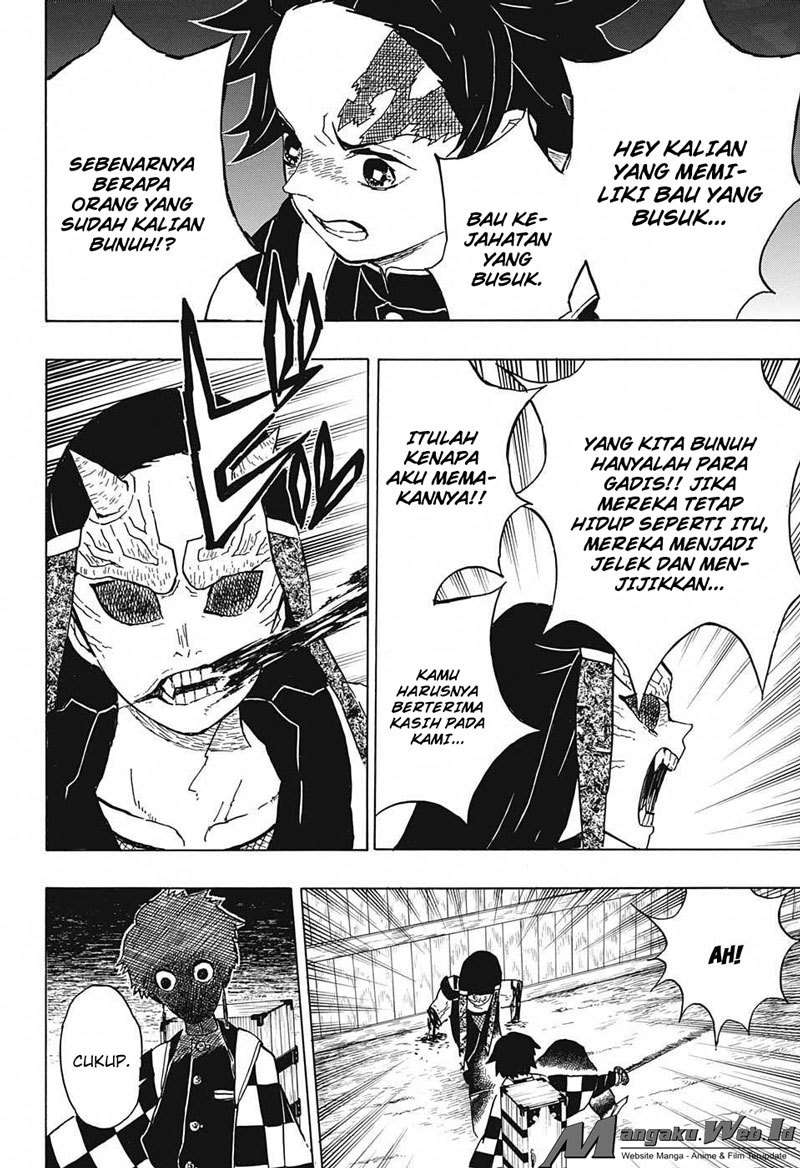 HEY KALIAN
YANG MEMI-
LIKI BAU YANG
BUSUK...
BAU KE-
JAHATAN
YANG
BUSUK.
SEBENARNYA
BERAPA
ORANG YANG
SUDAH KALIAN
BUNUH!?
YANG KITA BUNUH
HANYALAH PARA
GADIS!! JIKA
MEREKA TETAP
HIDUP SEPERTI ITU,
MEREKA MENJADI
JELEK DAN MEN-
JIJIKKAN...
ITULAH
KENAPA
AKU MEMA-
KANNYA!!
KAMU
HARUSNYA
BERTERIMA
KASIH PADA
KAMI...
AH!
CUKUP.
Mangaku.Web.Id
Website Manga - Anime & Film Terupdate